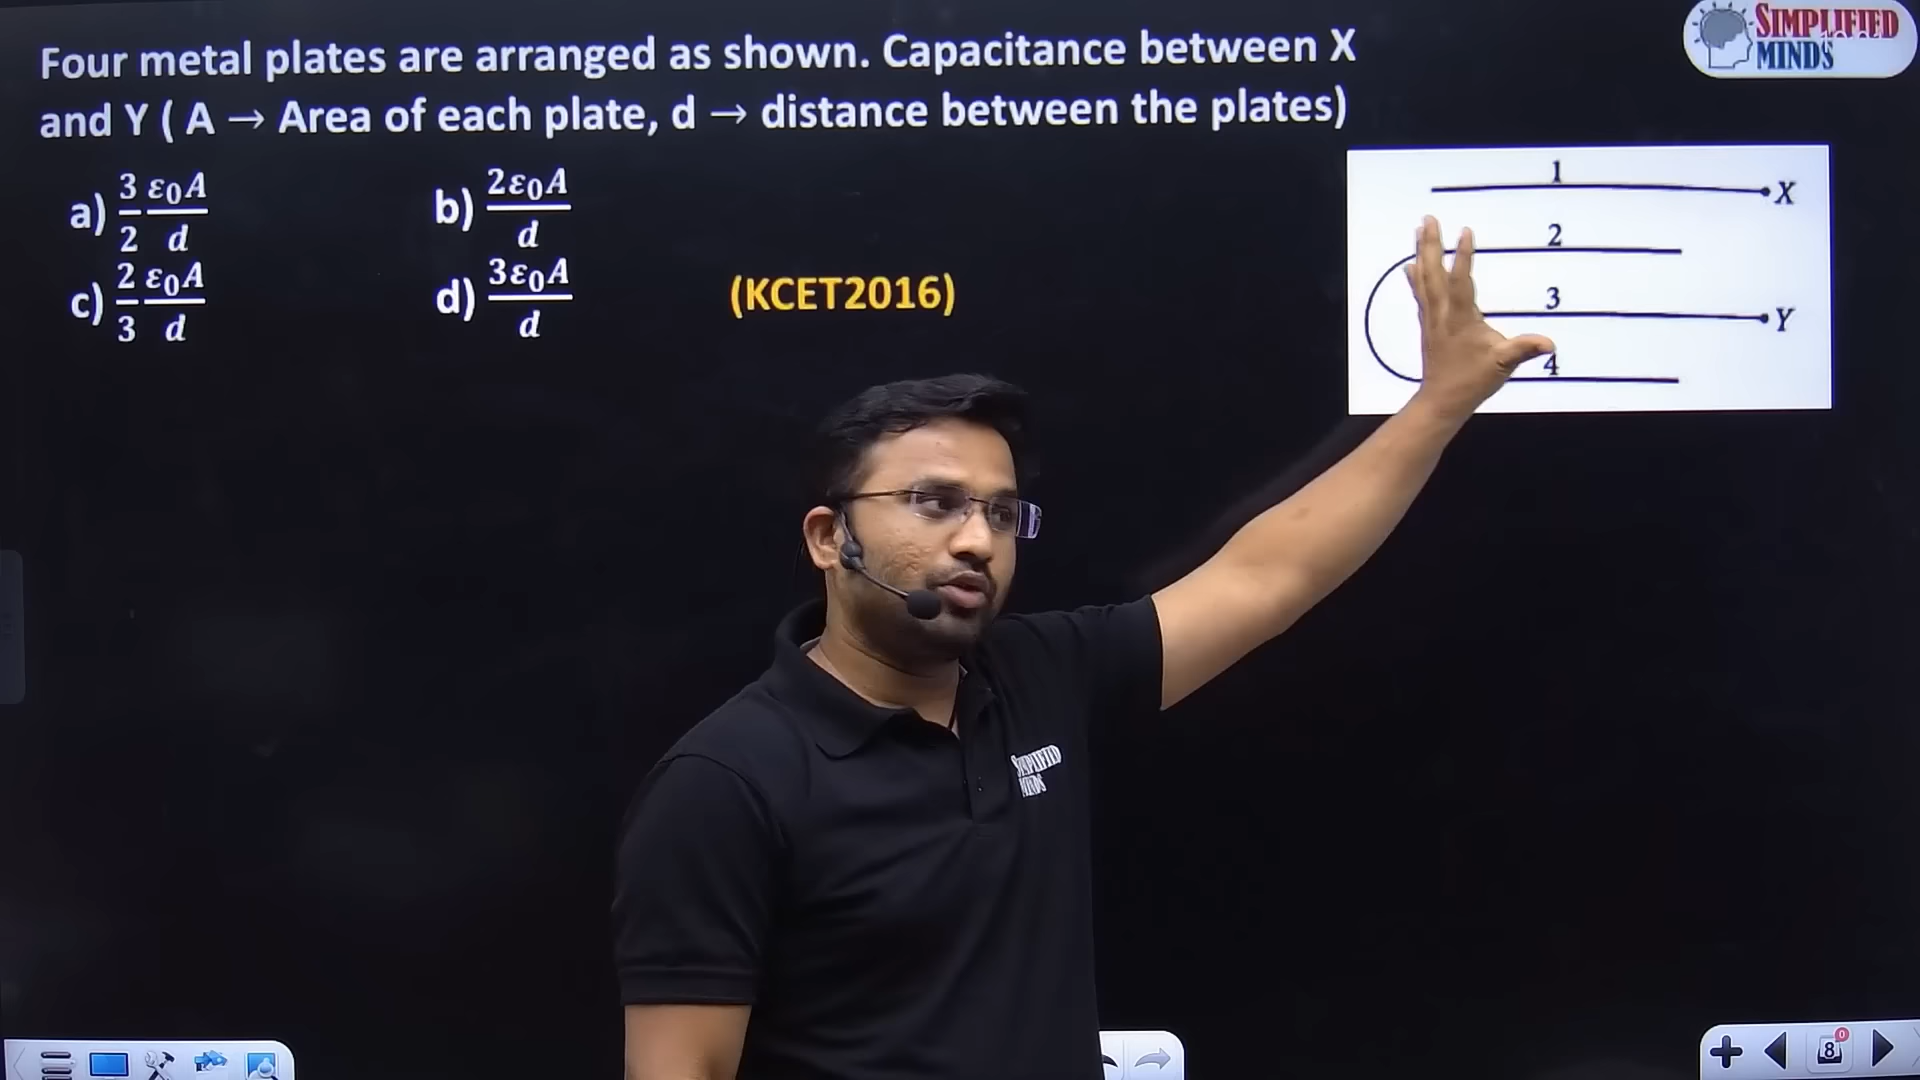 Four metal plates are arranged as shown. Capacitance between X
and Y ( A → Area of each plate, d → distance between the plates)
a) 3/2 ε₀A/d
b) 2ε₀A/d
c) 2/3 ε₀A/d
d) 3ε₀A/d
(KCET2016)
1
X
2
3
Y
4
SIMPLIFIED
MINDS
SIMPLIFIED
MINDS
8
0